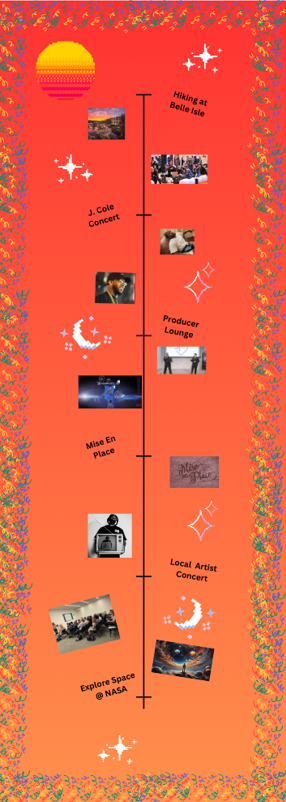 Hiking at
Belle Isle
J. Cole
Concert
Producer
Lounge
Mise En
Place
Mise
Place
Local Artist
Concert
Explore Space
@ NASA